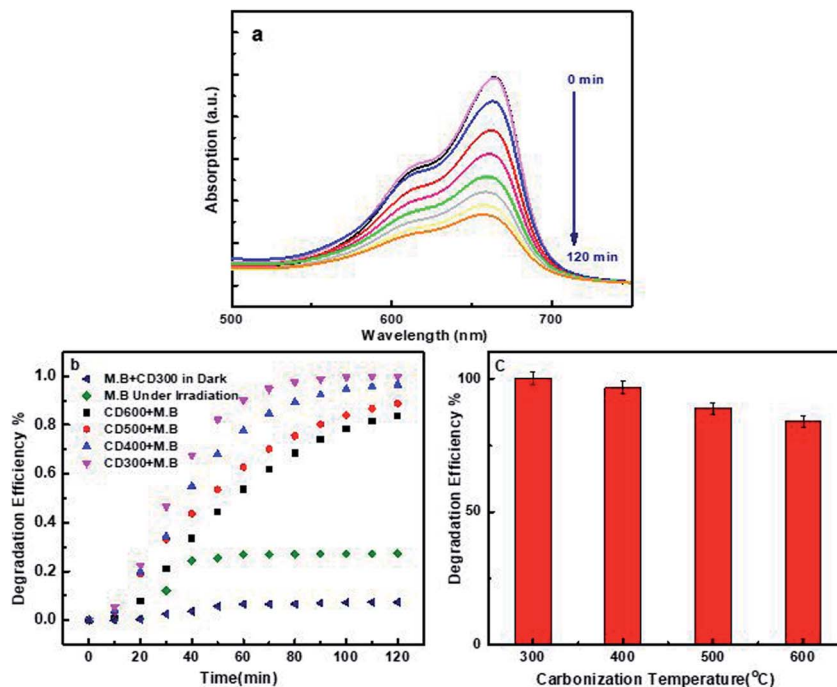 a
Absorption (a.u.)
0 min
120 min
500
600
700
Wavelength (nm)
b
Degradation Efficiency %
1.0
0.8
0.6
0.4
0.2
0.0
M.B+CD300 in Dark
M.B Under Irradiation
CD600+M.B
CD500+M.B
CD400+M.B
CD300+M.B
0 20 40 60 80 100 120
Time(min)
C
Degradation Efficiency %
100
50
0
300 400 500 600
Carbonization Temperature(°C)